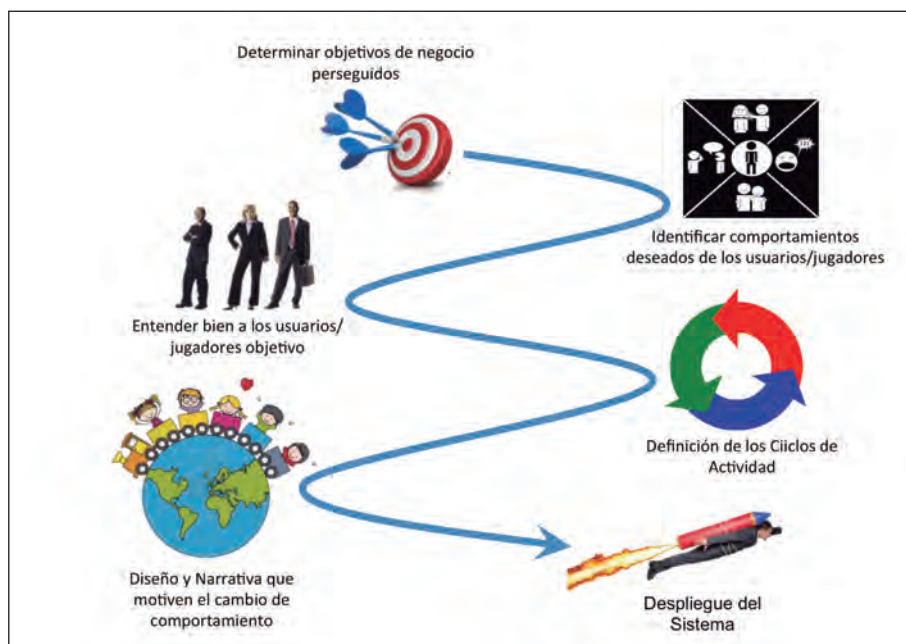 Determinar objetivos de negocio
perseguidos
Identificar comportamientos
deseados de los usuarios/jugadores
Entender bien a los usuarios/
jugadores objetivo
Definición de los Ciiclos de
Actividad
Diseño y Narrativa que
motiven el cambio de
comportamiento
Despliegue del
Sistema